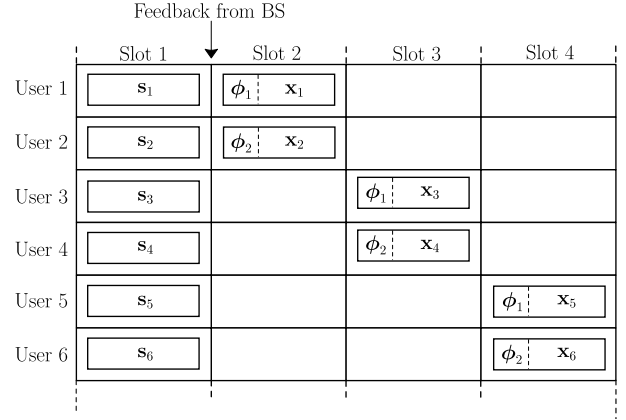 Feedback from BS
Slot 1 Slot 2 Slot 3 Slot 4
User 1 s₁ ϕ₁ x₁
User 2 s₂ ϕ₂ x₂
User 3 s₃ ϕ₁ x₃
User 4 s₄ ϕ₂ x₄
User 5 s₅ ϕ₁ x₅
User 6 s₆ ϕ₂ x₆